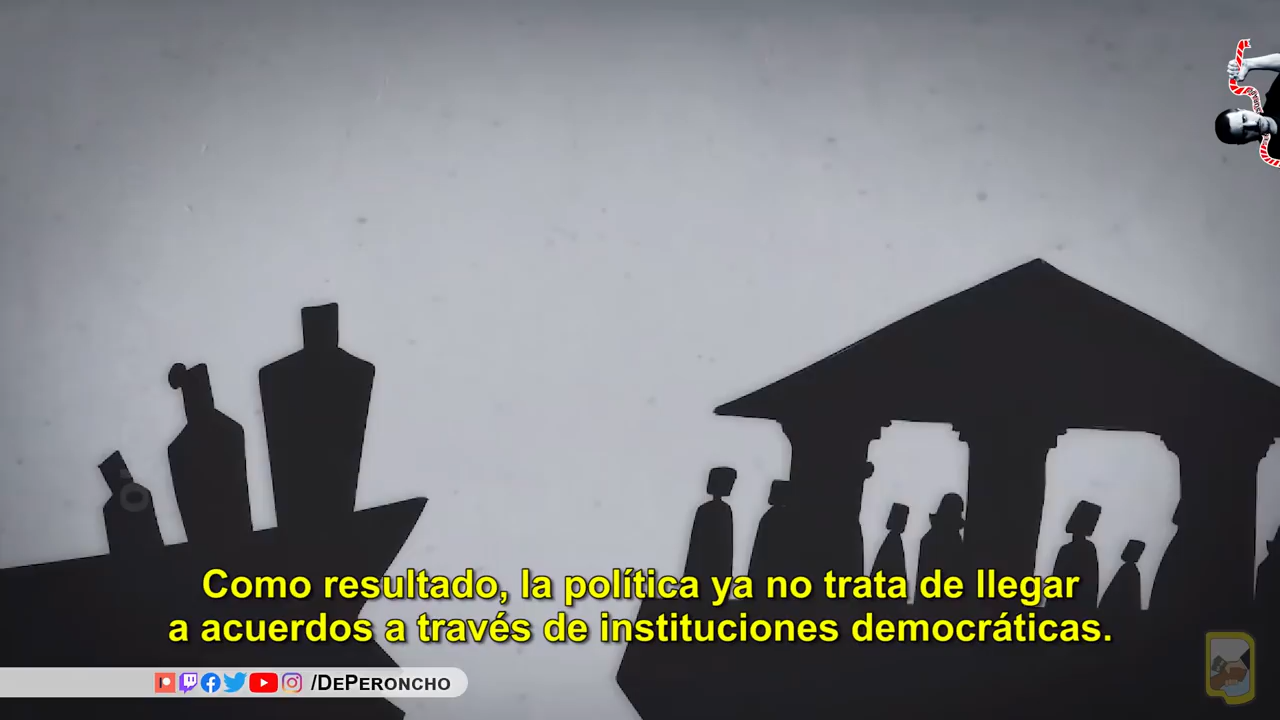 Como resultado, la política ya no trata de llegar
a acuerdos a través de instituciones democráticas.
/DePeroncho